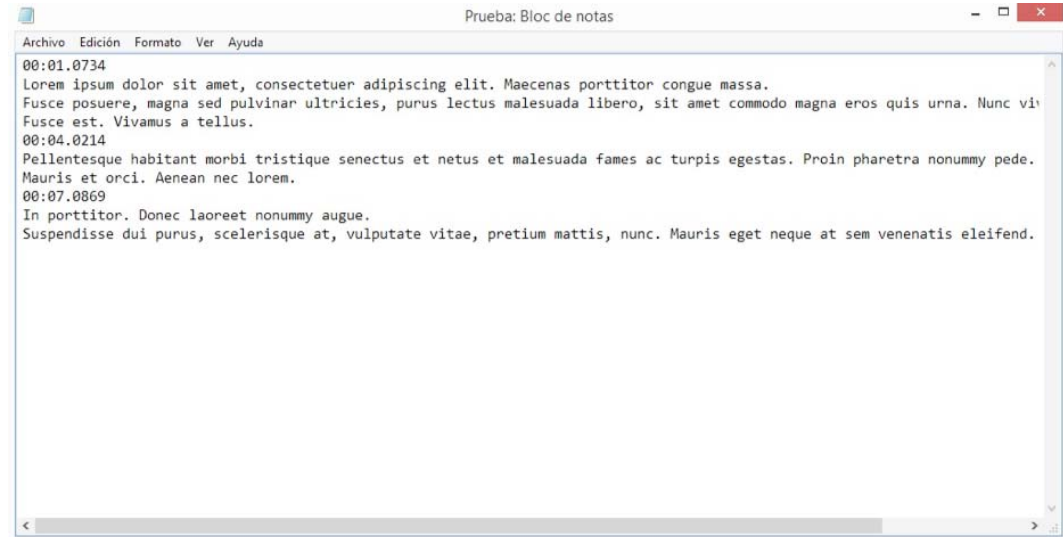 Prueba: Bloc de notas
Archivo Edición Formato Ver Ayuda
00:01.0734
Lorem ipsum dolor sit amet, consectetuer adipiscing elit. Maecenas porttitor congue massa.
Fusce posuere, magna sed pulvinar ultricies, purus lectus malesuada libero, sit amet commodo magna eros quis urna. Nunc
Fusce est. Vivamus a tellus.
00:04.0214
Pellentesque habitant morbi tristique senectus et netus et malesuada fames ac turpis egestas. Proin pharetra nonummy pede.
Mauris et orci. Aenean nec lorem.
00:07.0869
In porttitor. Donec laoreet nonummy augue.
Suspendisse dui purus, scelerisque at, vulputate vitae, pretium mattis, nunc. Mauris eget neque at sem venenatis eleifend.